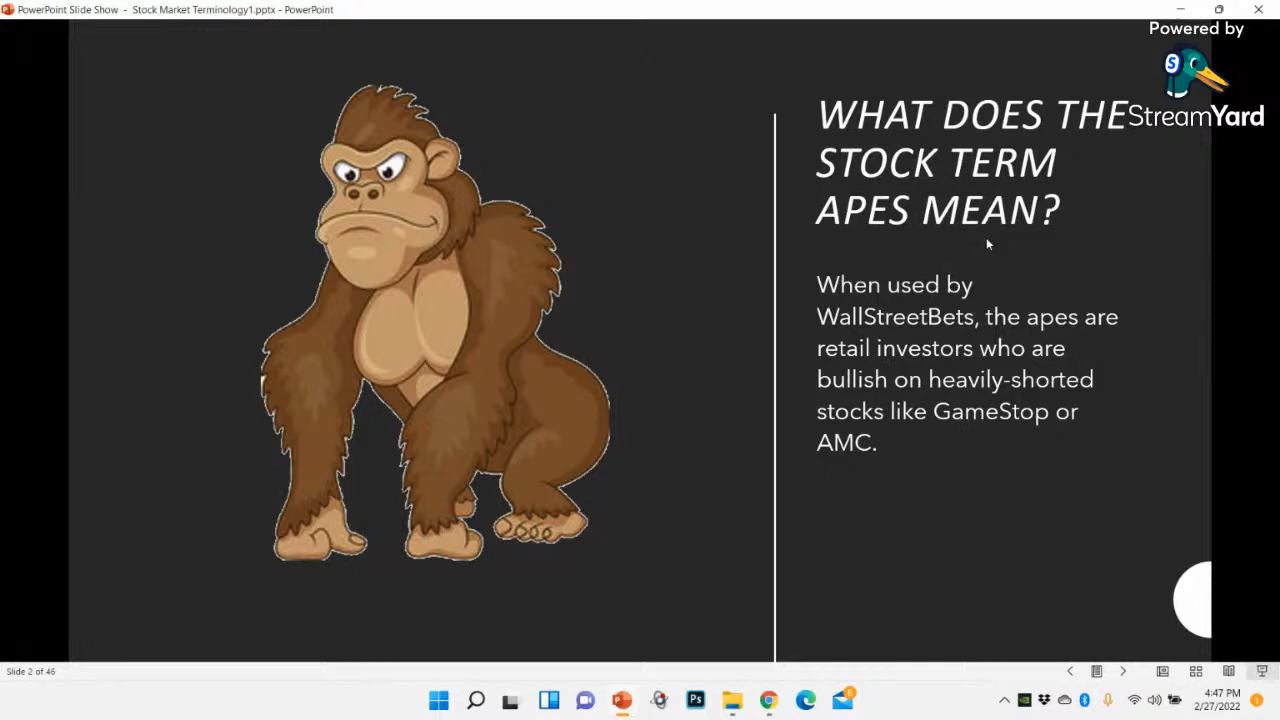 PowerPoint Slide Show - Stock Market Terminology1.pptx - PowerPoint
Powered by
S
StreamYard
WHAT DOES THE
STOCK TERM
APES MEAN?
When used by
WallStreetBets, the apes are
retail investors who are
bullish on heavily-shorted
stocks like GameStop or
AMC.
Slide 2 of 46
Ps
4:47 PM
2/27/2022